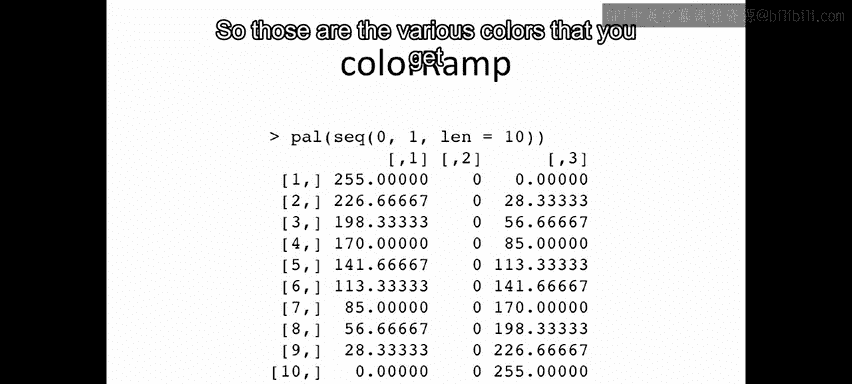 So those are the various colors that you
get
colorRamp
> pal(seq(0, 1, len = 10))
[,1] [,2] [,3]
[1,] 255.00000 0 0.00000
[2,] 226.66667 0 28.33333
[3,] 198.33333 0 56.66667
[4,] 170.00000 0 85.00000
[5,] 141.66667 0 113.33333
[6,] 113.33333 0 141.66667
[7,] 85.00000 0 170.00000
[8,] 56.66667 0 198.33333
[9,] 28.33333 0 226.66667
[10,] 0.00000 0 255.00000